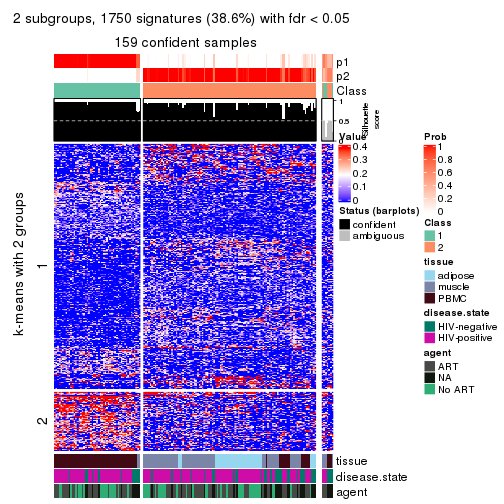 2 subgroups, 1750 signatures (38.6%) with fdr < 0.05
159 confident samples
p1
p2
Class
1
0.5
0
Silhouette
score
k-means with 2 groups
1
2
tissue
disease.state
agent
Value
0.4
0.3
0.2
0.1
0
Status (barplots)
confident
ambiguous
Prob
1
0.8
0.6
0.4
0.2
0
Class
1
2
tissue
adipose
muscle
PBMC
disease.state
HIV-negative
HIV-positive
agent
ART
NA
No ART